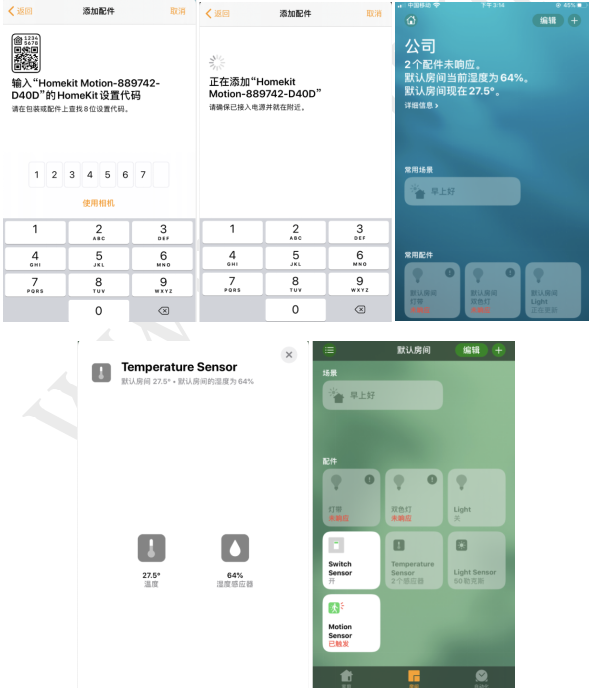 返回
添加配件
取消
1234
5678
输入“Homekit Motion-889742-
D40D”的 HomeKit 设置代码
请在包装或配件上查找8位设置代码。
1 2 3 4 5 6 7
使用相机
1
2
ABC
3
DEF
4
GHI
5
JKL
6
MNO
7
PQRS
8
TUV
9
WXYZ
0
返回
添加配件
取消
正在添加“Homekit
Motion-889742-D40D”
请确保已接入电源并就在附近。
1
2
ABC
3
DEF
4
GHI
5
JKL
6
MNO
7
PQRS
8
TUV
9
WXYZ
0
中国移动
下午3:14
45%
编辑
公司
2个配件未响应。
默认房间当前湿度为64%。
默认房间现在27.5°。
详细信息
常用场景
早上好
常用配件
默认房间
灯带
未响应
默认房间
双色灯
未响应
默认房间
Light
正在更新
Temperature Sensor
默认房间 27.5° • 默认房间的湿度为 64%
27.5°
温度
64%
湿度感应器
默认房间
编辑
场景
早上好
配件
灯带
未响应
双色灯
未响应
Light
关
Switch
Sensor
开
Temperature
Sensor
2个感应器
Light Sensor
50勒克斯
Motion
Sensor
已触发